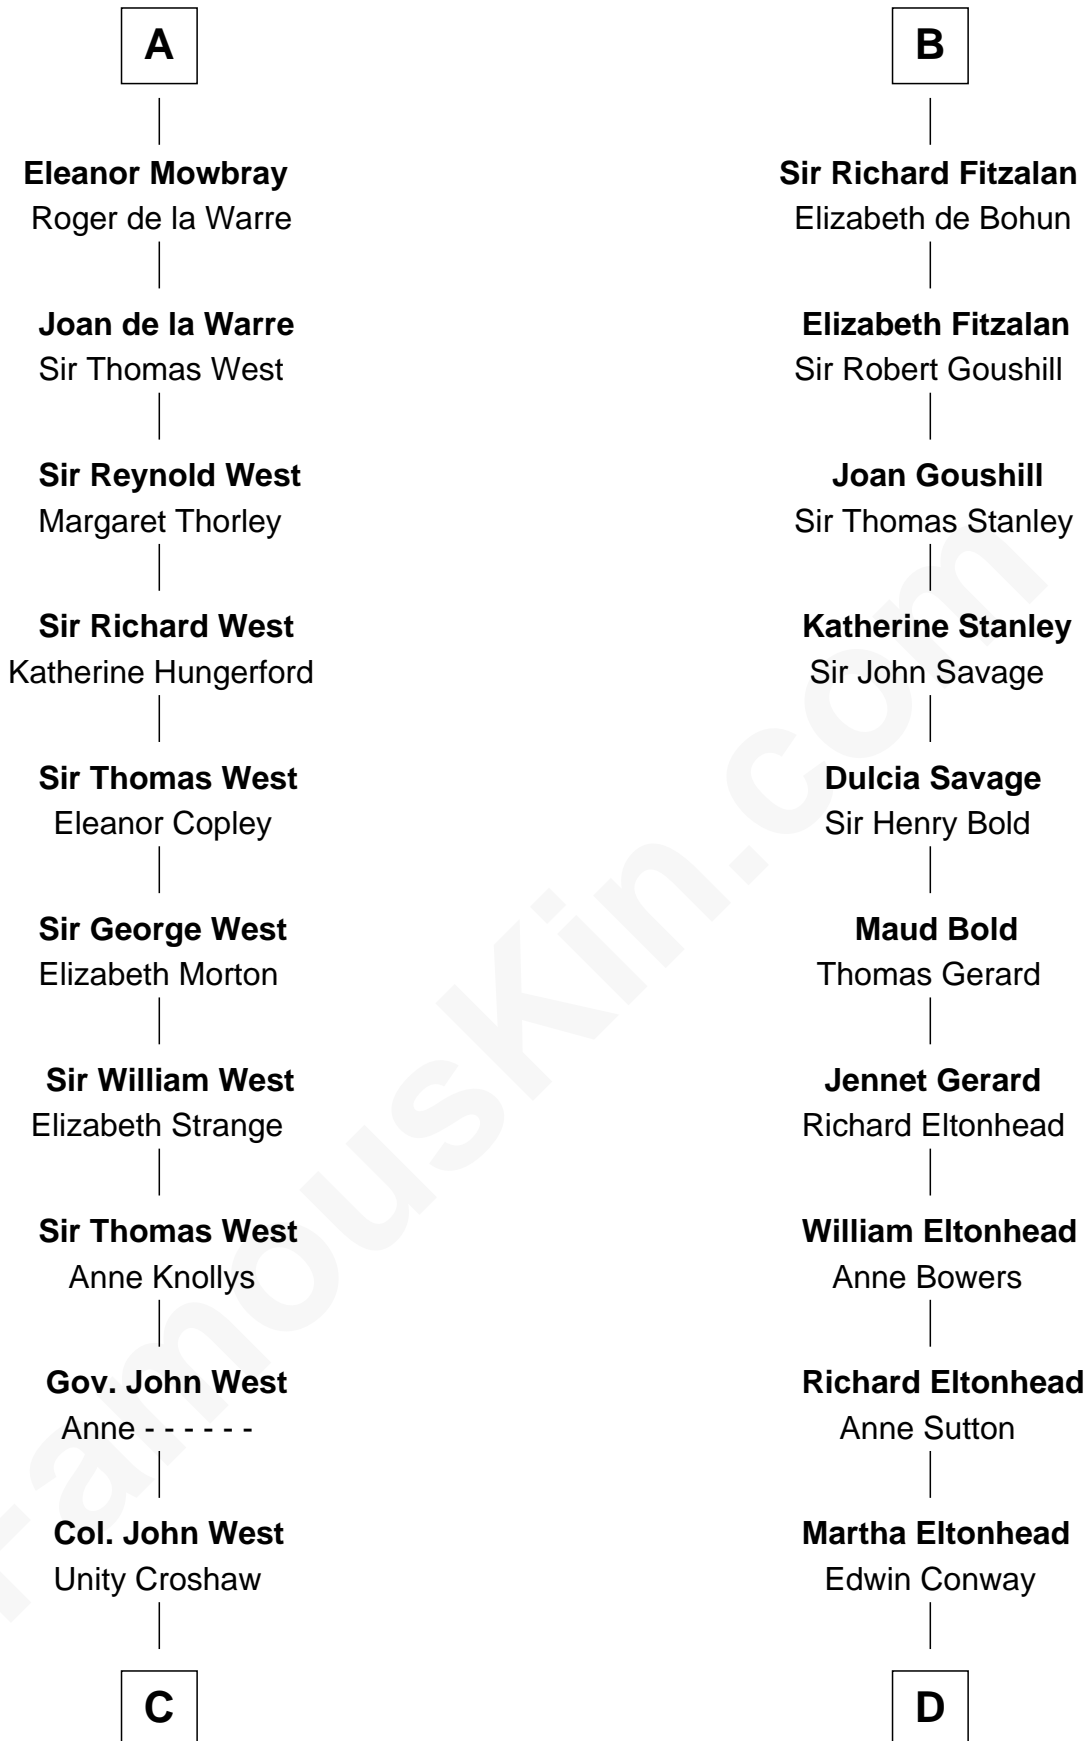 A
Eleanor Mowbray
Roger de la Warre
Joan de la Warre
Sir Thomas West
Sir Reynold West
Margaret Thorley
Sir Richard West
Katherine Hungerford
Sir Thomas West
Eleanor Copley
Sir George West
Elizabeth Morton
Sir William West
Elizabeth Strange
Sir Thomas West
Anne Knollys
Gov. John West
Anne - - - - - -
Col. John West
Unity Croshaw
C
B
Sir Richard Fitzalan
Elizabeth de Bohun
Elizabeth Fitzalan
Sir Robert Goushill
Joan Goushill
Sir Thomas Stanley
Katherine Stanley
Sir John Savage
Dulcia Savage
Sir Henry Bold
Maud Bold
Thomas Gerard
Jennet Gerard
Richard Eltonhead
William Eltonhead
Anne Bowers
Richard Eltonhead
Anne Sutton
Martha Eltonhead
Edwin Conway
D
FamousKin.com